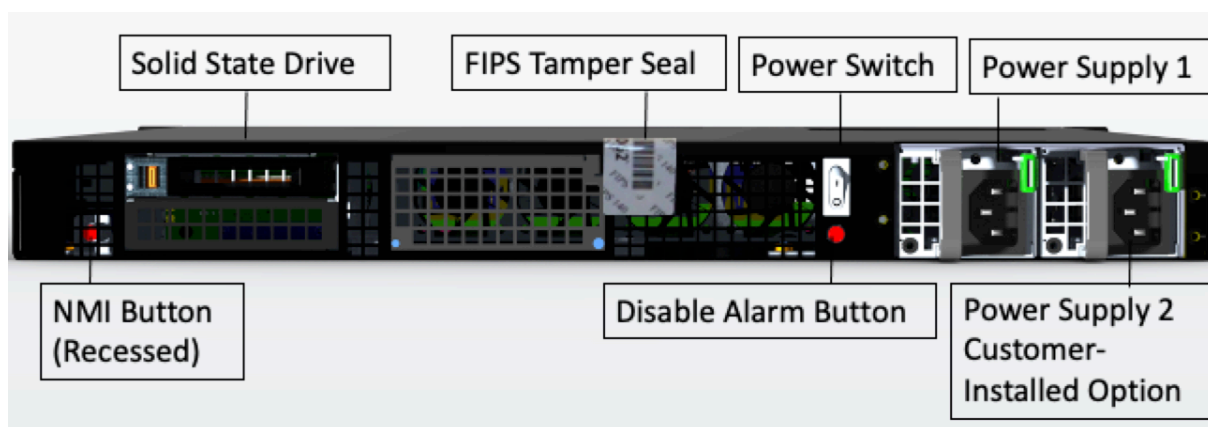 Solid State Drive
FIPS Tamper Seal
Power Switch
Power Supply 1
FIPS
NMI Button
(Recessed)
Disable Alarm Button
Power Supply 2
Customer-
Installed Option